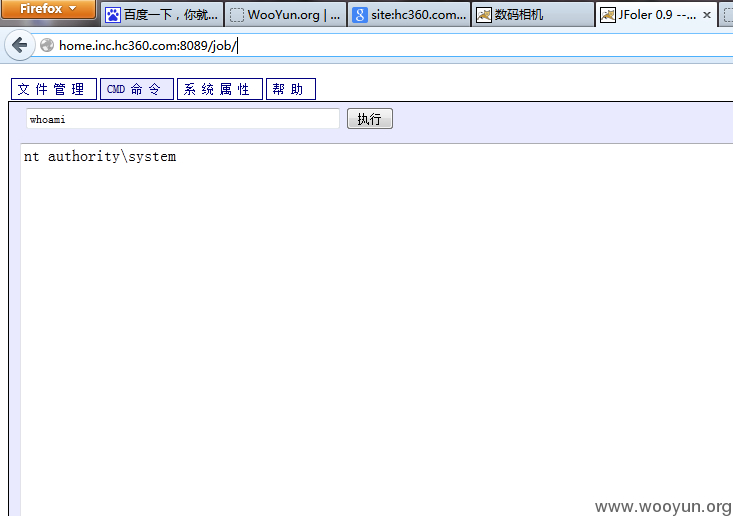 Firefox
百度一下，你就... WooYun.org | ... site:hc360.com... 数码相机 JFoler 0.9 --...
home.inc.hc360.com:8089/job/
文 件 管 理 CMD 命 令 系 统 属 性 帮 助
whoami 执行
nt authority\system
www.wooyun.org